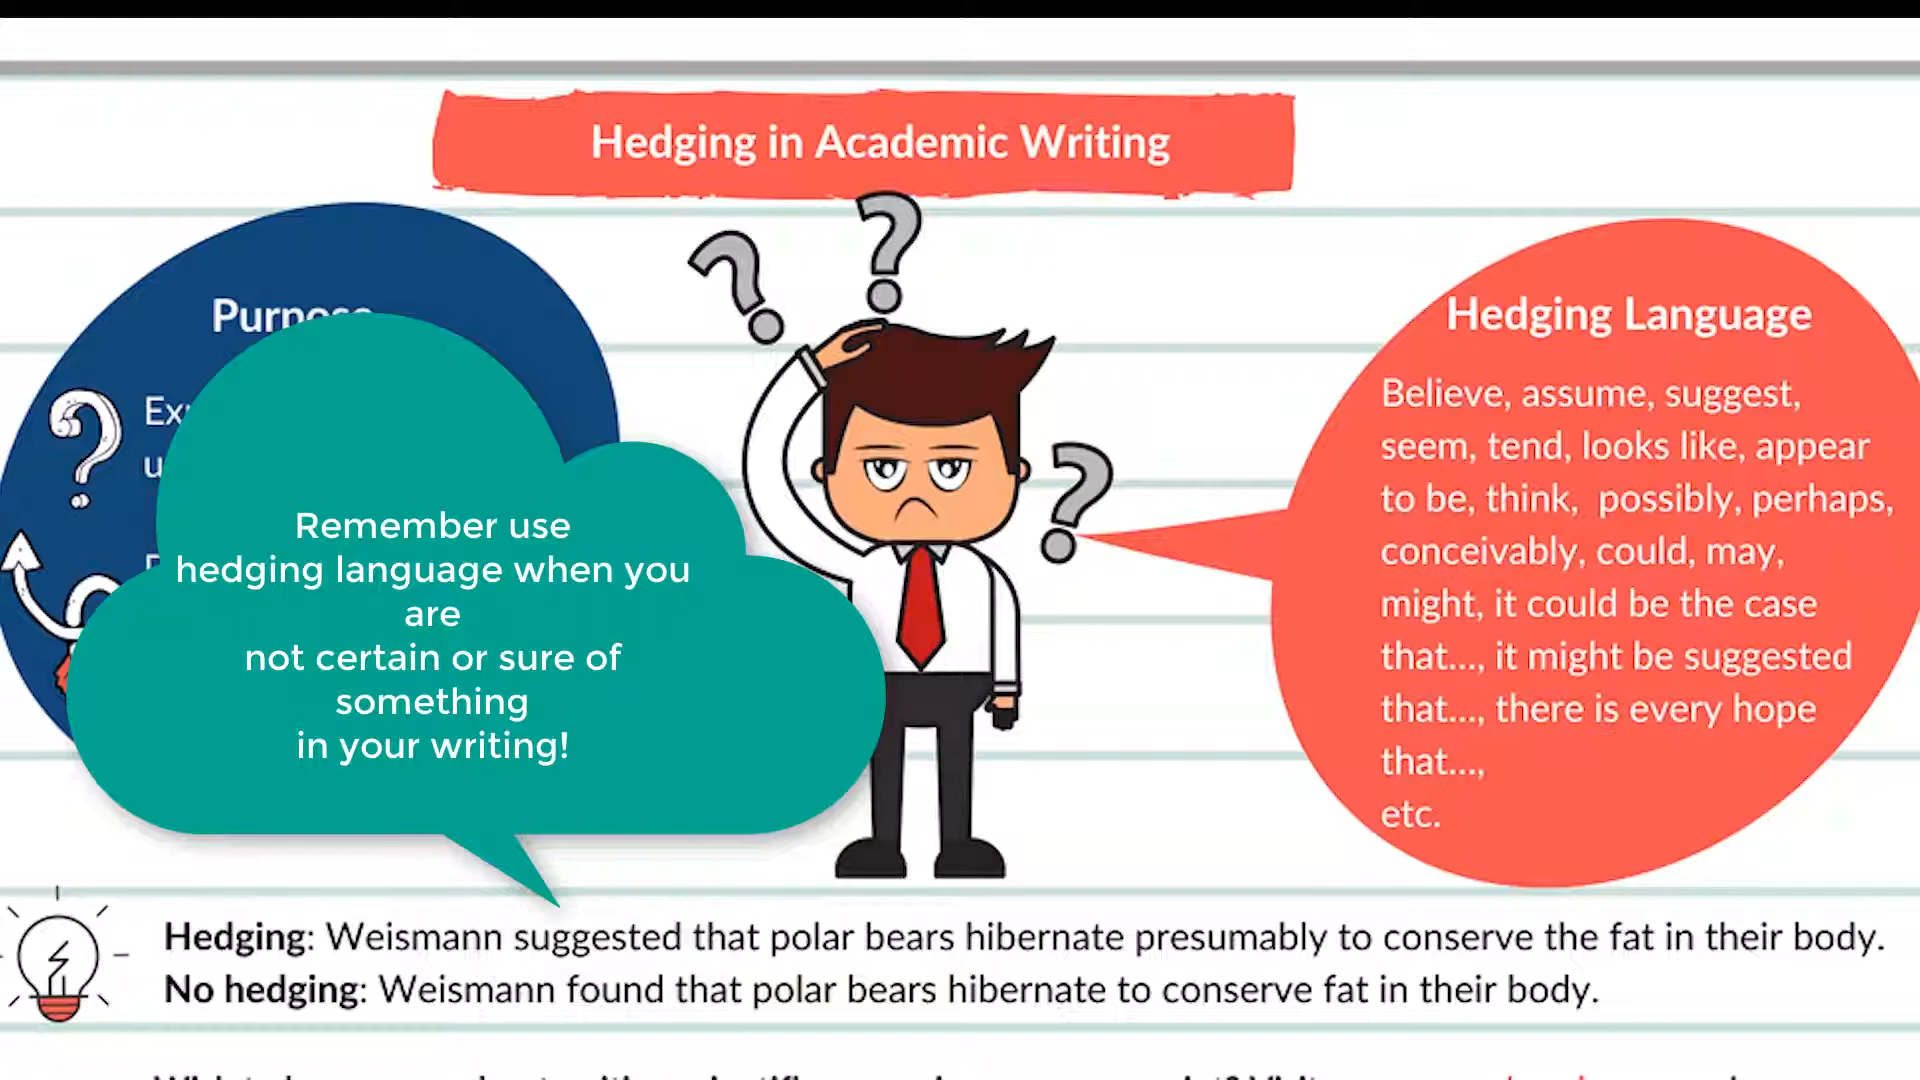 Hedging in Academic Writing
Purpose
Remember use
hedging language when you
are
not certain or sure of
something
in your writing!
Hedging Language
Believe, assume, suggest,
seem, tend, looks like, appear
to be, think, possibly, perhaps,
conceivably, could, may,
might, it could be the case
that..., it might be suggested
that..., there is every hope
that...,
etc.
Hedging: Weismann suggested that polar bears hibernate presumably to conserve the fat in their body.
No hedging: Weismann found that polar bears hibernate to conserve fat in their body.